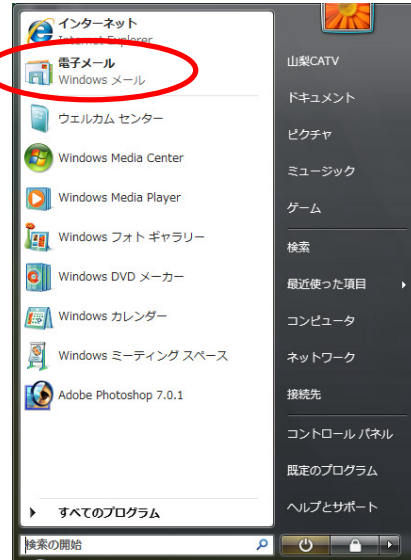 インターネット
Internet Explorer
電子メール
Windows メール
ウェルカム センター
Windows Media Center
Windows Media Player
Windows フォト ギャラリー
Windows DVD メーカー
Windows カレンダー
Windows ミーティング スペース
Adobe Photoshop 7.0.1
すべてのプログラム
検索の開始
山梨CATV
ドキュメント
ピクチャ
ミュージック
ゲーム
検索
最近使った項目
コンピュータ
ネットワーク
接続先
コントロール パネル
既定のプログラム
ヘルプとサポート